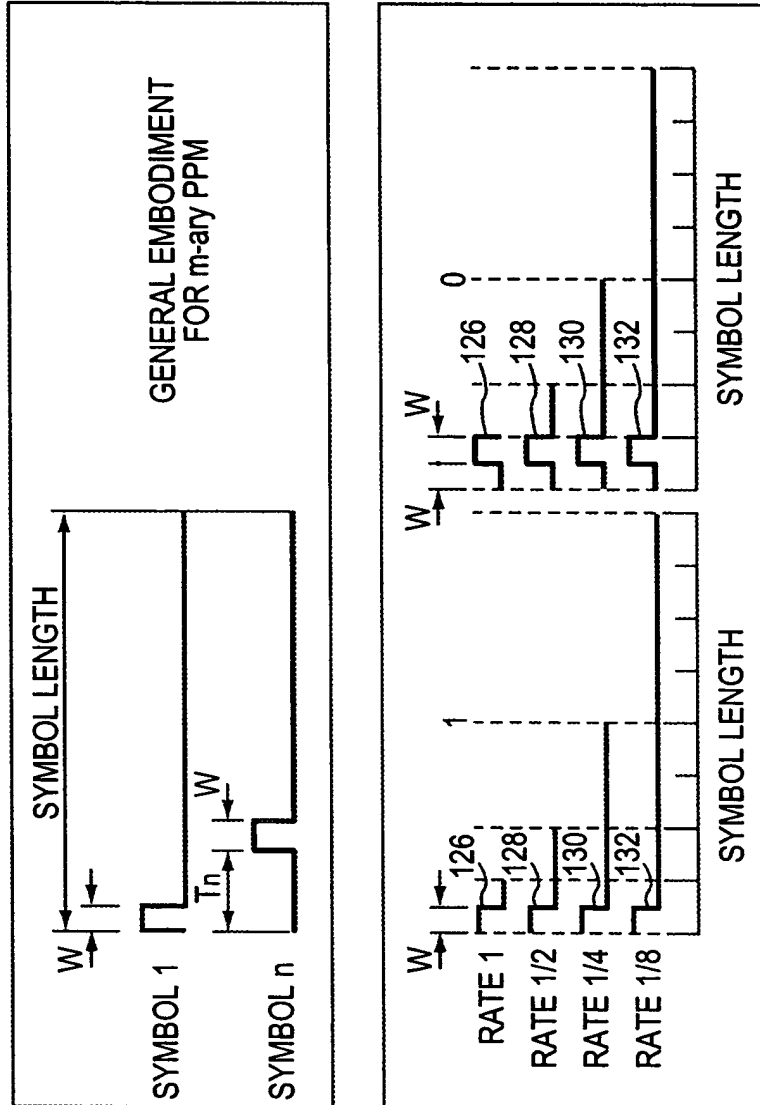 SYMBOL LENGTH
GENERAL EMBODIMENT
FOR m-ary PPM
W
SYMBOL 1
W
Tn
SYMBOL n
1
0
W
W
W
RATE 1
126
126
RATE 1/2
128
128
RATE 1/4
130
130
RATE 1/8
132
132
SYMBOL LENGTH
SYMBOL LENGTH